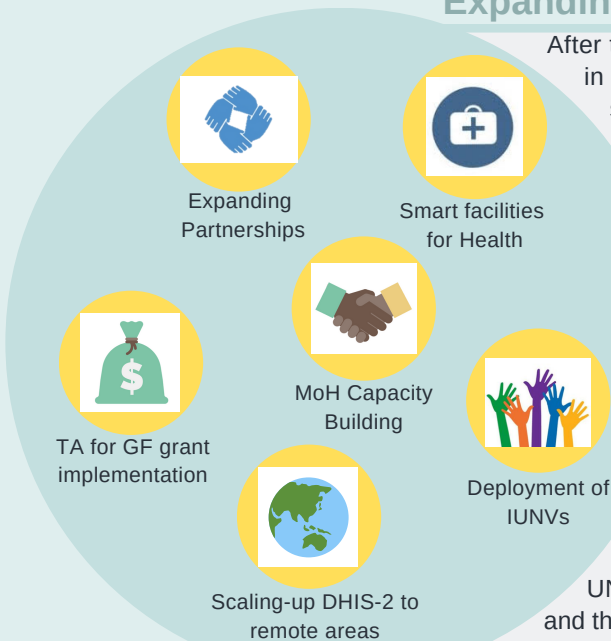 Expandin
After
in
Expanding
Partnerships
Smart facilities
for Health
MoH Capacity
Building
$
TA for GF grant
implementation
Deployment of
IUNVs
Scaling-up DHIS-2 to
remote areas
UN
and th